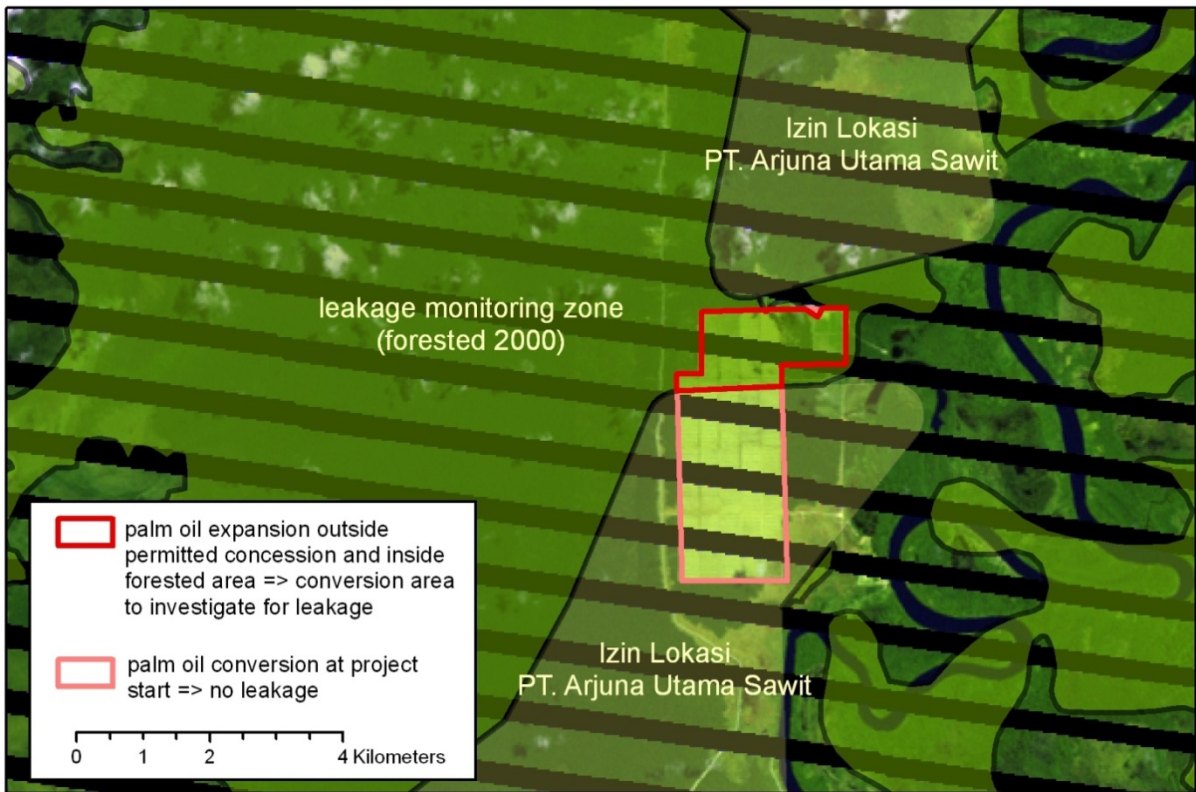 Izin Lokasi
PT. Arjuna Utama Sawit
leakage monitoring zone
(forested 2000)
palm oil expansion outside
permitted concession and inside
forested area => conversion area
to investigate for leakage
palm oil conversion at project
start => no leakage
0 1 2 4 Kilometers
Izin Lokasi
PT. Arjuna Utama Sawit